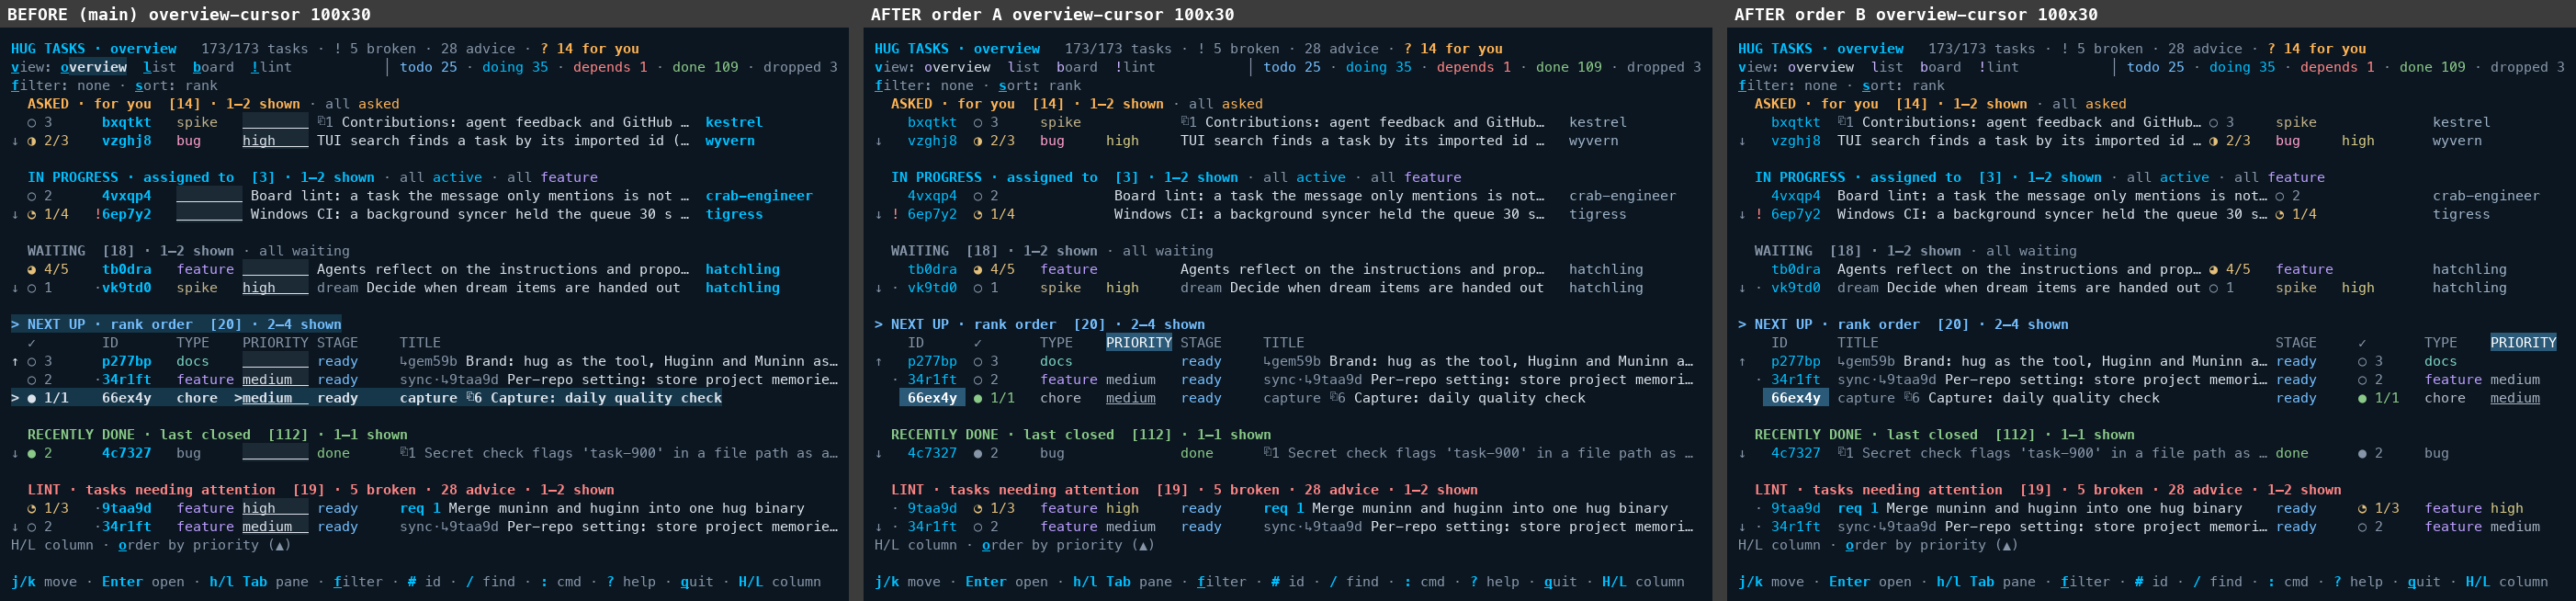 BEFORE (main) overview-cursor 100x30
HUG TASKS · overview   173/173 tasks · ! 5 broken · 28 advice · ? 14 for you
view: overview  list  board  !lint            │ todo 25 · doing 35 · depends 1 · done 109 · dropped 3
filter: none · sort: rank
  ASKED · for you  [14] · 1–2 shown · all asked
  ○ 3      bxqtkt   spike            ⎗1 Contributions: agent feedback and GitHub …  kestrel
↓ ◑ 2/3    vzghj8   bug     high     TUI search finds a task by its imported id (…  wyvern
  IN PROGRESS · assigned to  [3] · 1–2 shown · all active · all feature
  ○ 2      4vxqp4            Board lint: a task the message only mentions is not …  crab-engineer
↓ ◔ 1/4   !6ep7y2            Windows CI: a background syncer held the queue 30 s …  tigress
  WAITING  [18] · 1–2 shown · all waiting
  ◕ 4/5    tb0dra   feature          Agents reflect on the instructions and propo…  hatchling
↓ ○ 1     ·vk9td0   spike   high     dream Decide when dream items are handed out   hatchling
> NEXT UP · rank order  [20] · 2–4 shown
  ✓        ID       TYPE    PRIORITY STAGE     TITLE
↑ ○ 3      p277bp   docs             ready     ↳gem59b Brand: hug as the tool, Huginn and Muninn as…
  ○ 2     ·34r1ft   feature medium   ready     sync·↳9taa9d Per-repo setting: store project memorie…
> ● 1/1    66ex4y   chore  >medium   ready     capture ⎗6 Capture: daily quality check
  RECENTLY DONE · last closed  [112] · 1–1 shown
↓ ● 2      4c7327   bug              done      ⎗1 Secret check flags 'task-900' in a file path as a…
  LINT · tasks needing attention  [19] · 5 broken · 28 advice · 1–2 shown
  ◔ 1/3   ·9taa9d   feature high     ready     req 1 Merge muninn and huginn into one hug binary
↓ ○ 2     ·34r1ft   feature medium   ready     sync·↳9taa9d Per-repo setting: store project memorie…
H/L column · order by priority (▲)
j/k move · Enter open · h/l Tab pane · filter · # id · / find · : cmd · ? help · quit · H/L column
AFTER order A overview-cursor 100x30
HUG TASKS · overview   173/173 tasks · ! 5 broken · 28 advice · ? 14 for you
view: overview  list  board  !lint            │ todo 25 · doing 35 · depends 1 · done 109 · dropped 3
filter: none · sort: rank
  ASKED · for you  [14] · 1–2 shown · all asked
    bxqtkt  ○ 3     spike            ⎗1 Contributions: agent feedback and GitHub…   kestrel
↓   vzghj8  ◑ 2/3   bug     high     TUI search finds a task by its imported id …   wyvern
  IN PROGRESS · assigned to  [3] · 1–2 shown · all active · all feature
    4vxqp4  ○ 2              Board lint: a task the message only mentions is not…   crab-engineer
↓ ! 6ep7y2  ◔ 1/4            Windows CI: a background syncer held the queue 30 s…   tigress
  WAITING  [18] · 1–2 shown · all waiting
    tb0dra  ◕ 4/5   feature          Agents reflect on the instructions and prop…   hatchling
↓ · vk9td0  ○ 1     spike   high     dream Decide when dream items are handed out   hatchling
> NEXT UP · rank order  [20] · 2–4 shown
    ID      ✓       TYPE    PRIORITY STAGE     TITLE
↑   p277bp  ○ 3     docs             ready     ↳gem59b Brand: hug as the tool, Huginn and Muninn a…
  · 34r1ft  ○ 2     feature medium   ready     sync·↳9taa9d Per-repo setting: store project memori…
    66ex4y  ● 1/1   chore   medium   ready     capture ⎗6 Capture: daily quality check
  RECENTLY DONE · last closed  [112] · 1–1 shown
↓   4c7327  ● 2     bug              done      ⎗1 Secret check flags 'task-900' in a file path as …
  LINT · tasks needing attention  [19] · 5 broken · 28 advice · 1–2 shown
  · 9taa9d  ◔ 1/3   feature high     ready     req 1 Merge muninn and huginn into one hug binary
↓ · 34r1ft  ○ 2     feature medium   ready     sync·↳9taa9d Per-repo setting: store project memori…
H/L column · order by priority (▲)
j/k move · Enter open · h/l Tab pane · filter · # id · / find · : cmd · ? help · quit · H/L column
AFTER order B overview-cursor 100x30
HUG TASKS · overview   173/173 tasks · ! 5 broken · 28 advice · ? 14 for you
view: overview  list  board  !lint            │ todo 25 · doing 35 · depends 1 · done 109 · dropped 3
filter: none · sort: rank
  ASKED · for you  [14] · 1–2 shown · all asked
    bxqtkt  ⎗1 Contributions: agent feedback and GitHub… ○ 3     spike              kestrel
↓   vzghj8  TUI search finds a task by its imported id … ◑ 2/3   bug     high       wyvern
  IN PROGRESS · assigned to  [3] · 1–2 shown · all active · all feature
    4vxqp4  Board lint: a task the message only mentions is not… ○ 2                crab-engineer
↓ ! 6ep7y2  Windows CI: a background syncer held the queue 30 s… ◔ 1/4              tigress
  WAITING  [18] · 1–2 shown · all waiting
    tb0dra  Agents reflect on the instructions and prop… ◕ 4/5   feature            hatchling
↓ · vk9td0  dream Decide when dream items are handed out ○ 1     spike   high       hatchling
> NEXT UP · rank order  [20] · 2–4 shown
    ID      TITLE                                                STAGE     ✓      TYPE    PRIORITY
↑   p277bp  ↳gem59b Brand: hug as the tool, Huginn and Muninn a… ready     ○ 3    docs
  · 34r1ft  sync·↳9taa9d Per-repo setting: store project memori… ready     ○ 2    feature medium
    66ex4y  capture ⎗6 Capture: daily quality check              ready     ● 1/1  chore   medium
  RECENTLY DONE · last closed  [112] · 1–1 shown
↓   4c7327  ⎗1 Secret check flags 'task-900' in a file path as … done      ● 2    bug
  LINT · tasks needing attention  [19] · 5 broken · 28 advice · 1–2 shown
  · 9taa9d  req 1 Merge muninn and huginn into one hug binary    ready     ◔ 1/3  feature high
↓ · 34r1ft  sync·↳9taa9d Per-repo setting: store project memori… ready     ○ 2    feature medium
H/L column · order by priority (▲)
j/k move · Enter open · h/l Tab pane · filter · # id · / find · : cmd · ? help · quit · H/L column